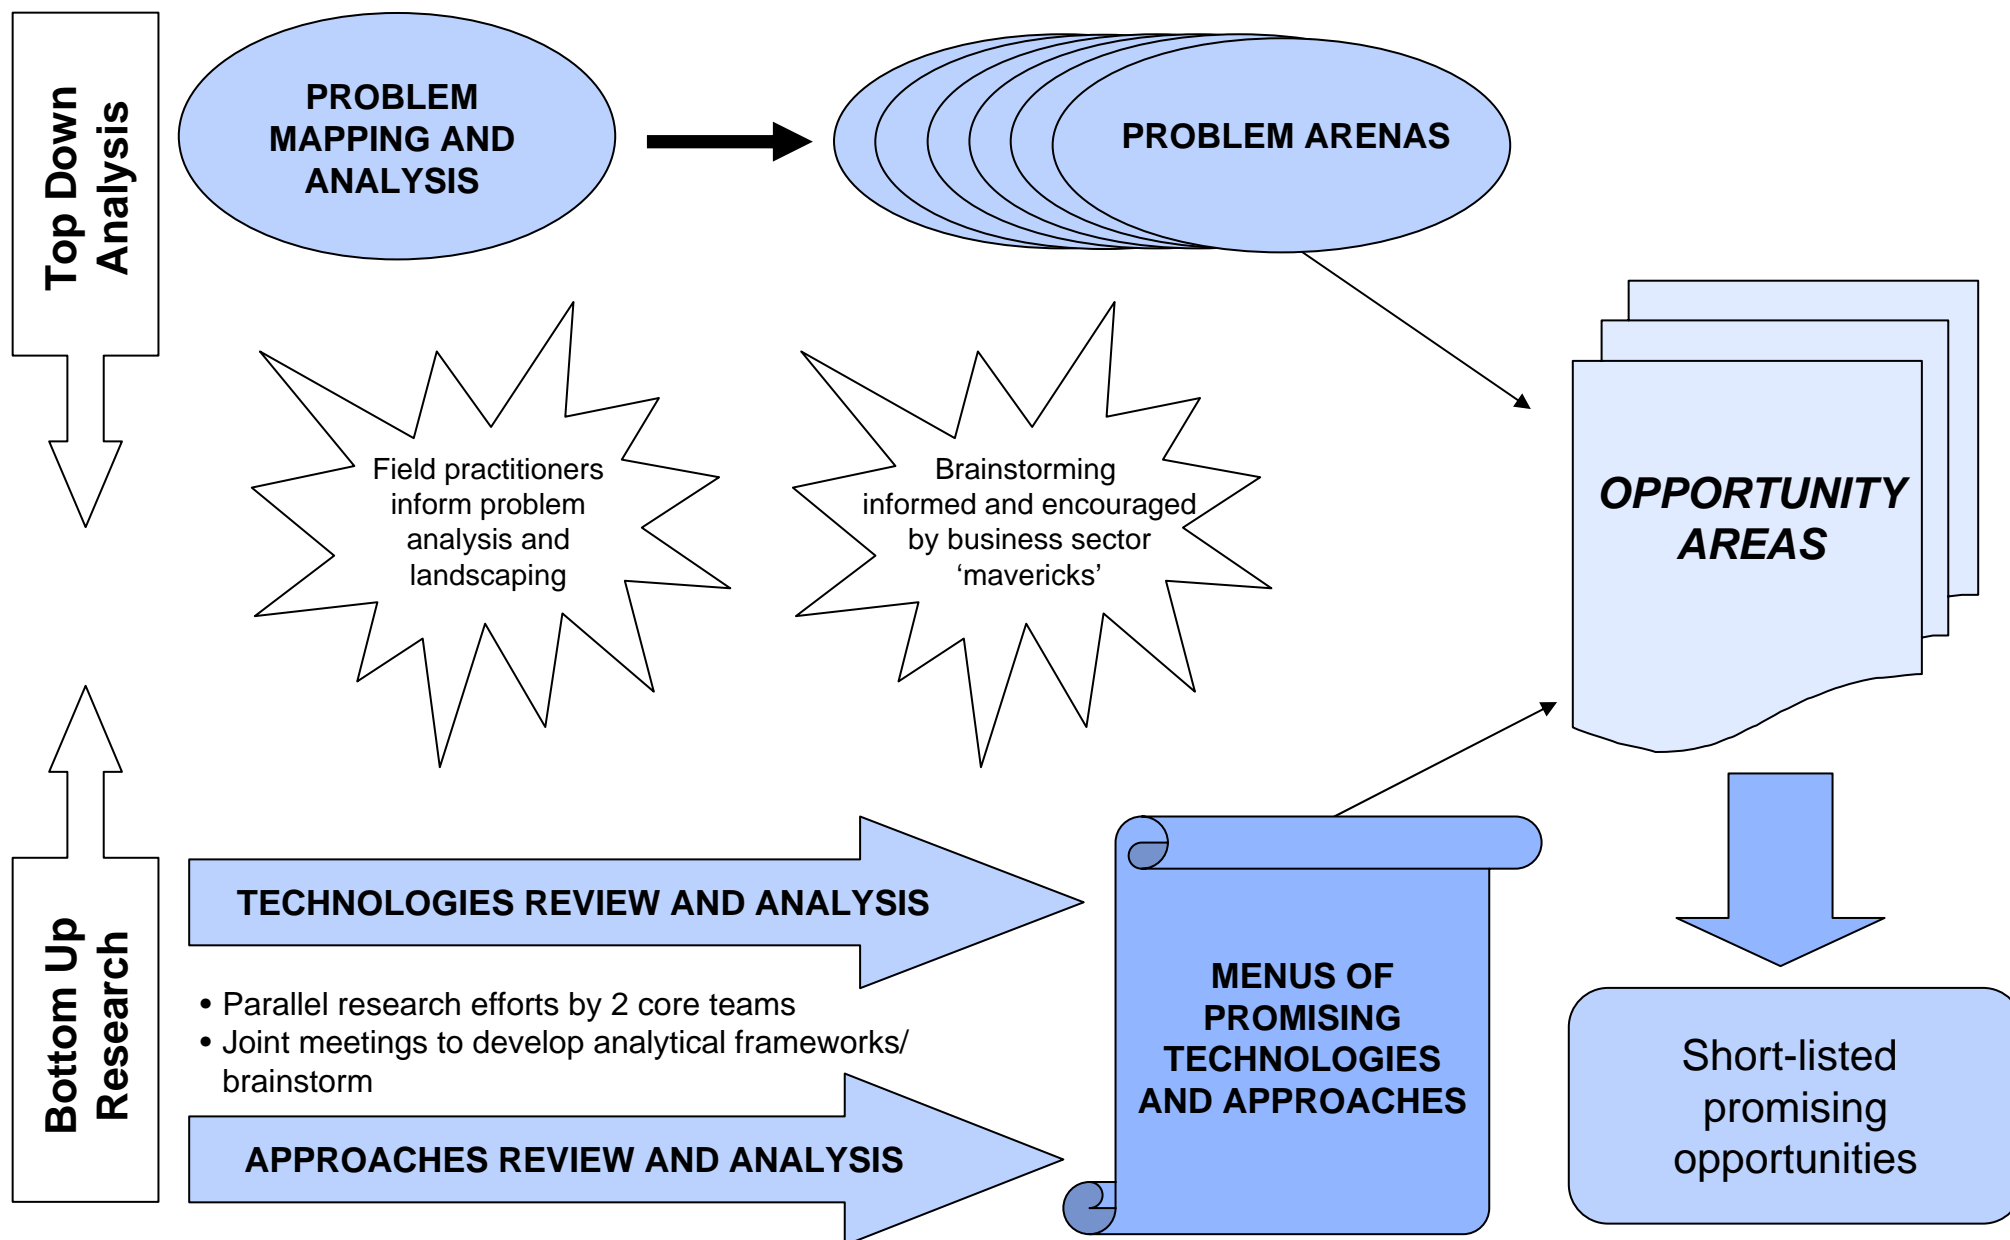 Top Down
Analysis
PROBLEM
MAPPING AND
ANALYSIS
PROBLEM ARENAS
Field practitioners
inform problem
analysis and
landscaping
Brainstorming
informed and encouraged
by business sector
‘mavericks’
OPPORTUNITY
AREAS
Bottom Up
Research
TECHNOLOGIES REVIEW AND ANALYSIS
• Parallel research efforts by 2 core teams
• Joint meetings to develop analytical frameworks/
brainstorm
APPROACHES REVIEW AND ANALYSIS
MENUS OF
PROMISING
TECHNOLOGIES
AND APPROACHES
Short-listed
promising
opportunities